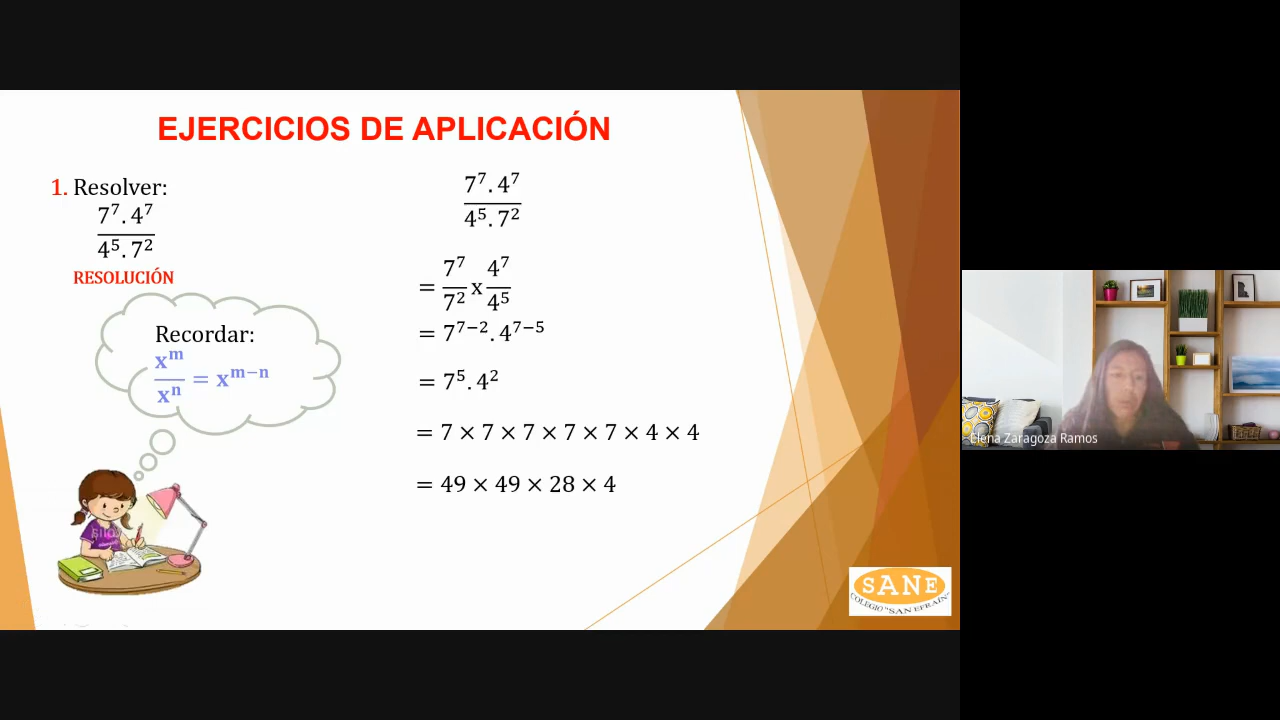 EJERCICIOS DE APLICACIÓN
1. Resolver:
7⁷. 4⁷
4⁵. 7²
RESOLUCIÓN
Recordar:
xᵐ
xⁿ
= xᵐ⁻ⁿ
7⁷. 4⁷
4⁵. 7²
= 7⁷/7² x 4⁷/4⁵
= 7⁷⁻². 4⁷⁻⁵
= 7⁵. 4²
= 7 × 7 × 7 × 7 × 7 × 4 × 4
= 49 × 49 × 28 × 4
SANE
COLEGIO "SAN EFRAIN"
Elena Zaragoza Ramos